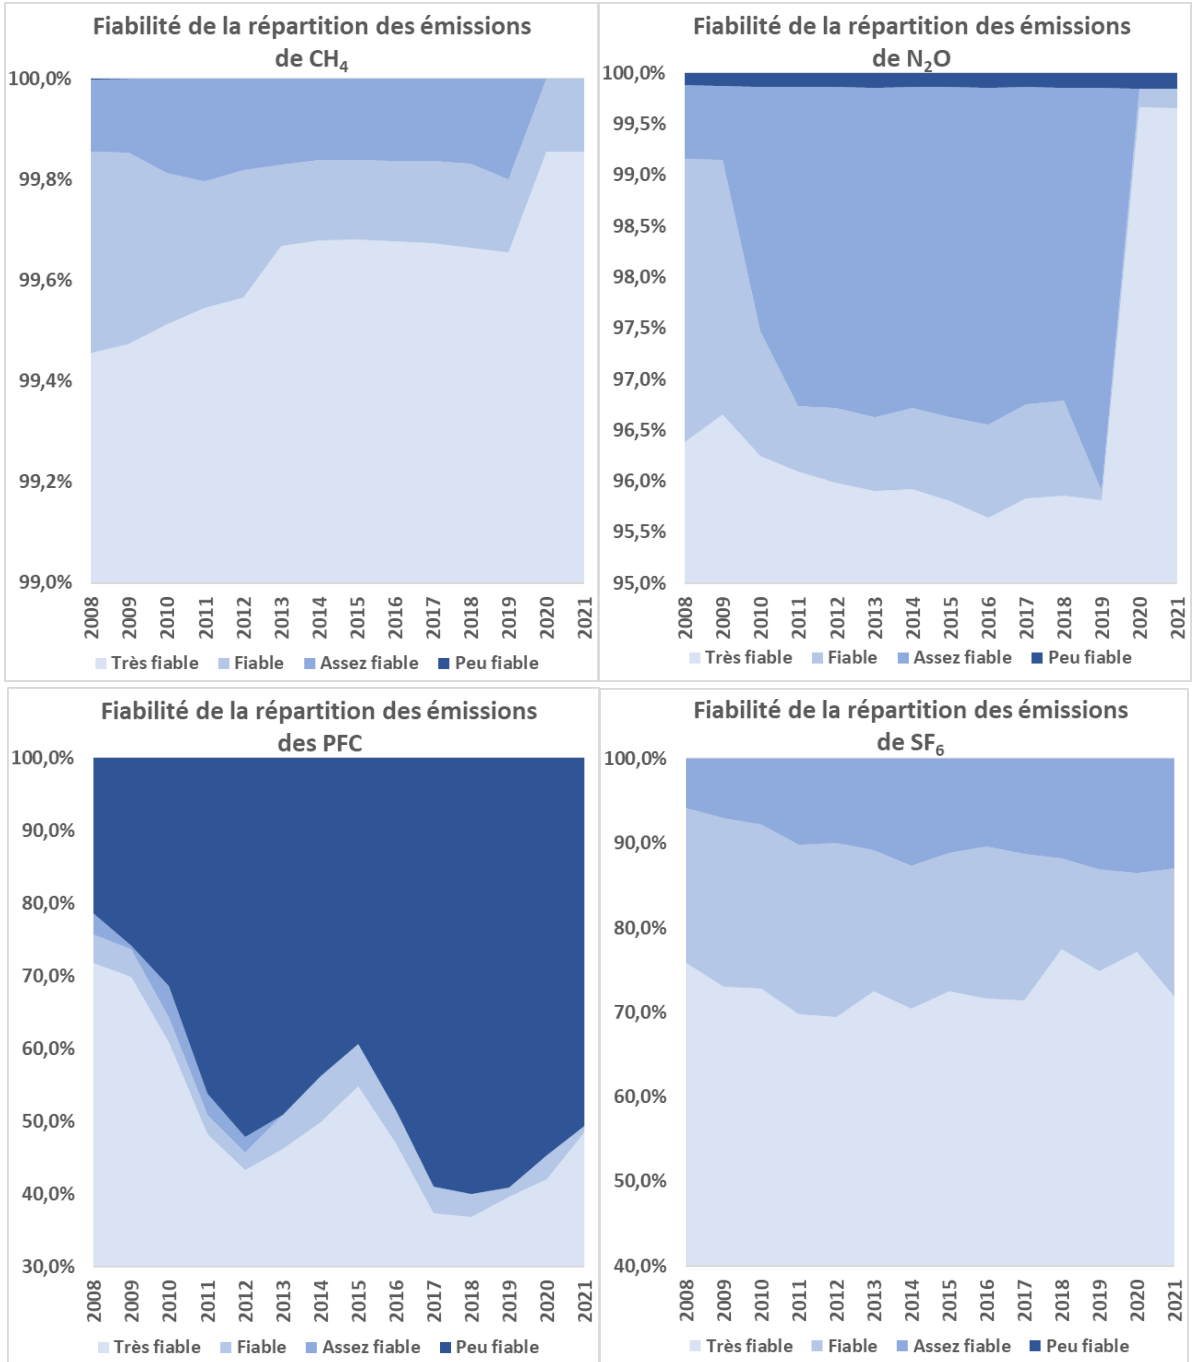 Fiabilité de la répartition des émissions
de CH₄
100,0%
99,8%
99,6%
99,4%
99,2%
99,0%
2008 2009 2010 2011 2012 2013 2014 2015 2016 2017 2018 2019 2020 2021
Très fiable Fiable Assez fiable Peu fiable
Fiabilité de la répartition des émissions
de N₂O
100,0%
99,5%
99,0%
98,5%
98,0%
97,5%
97,0%
96,5%
96,0%
95,5%
95,0%
2008 2009 2010 2011 2012 2013 2014 2015 2016 2017 2018 2019 2020 2021
Très fiable Fiable Assez fiable Peu fiable
Fiabilité de la répartition des émissions
des PFC
100,0%
90,0%
80,0%
70,0%
60,0%
50,0%
40,0%
30,0%
2008 2009 2010 2011 2012 2013 2014 2015 2016 2017 2018 2019 2020 2021
Très fiable Fiable Assez fiable Peu fiable
Fiabilité de la répartition des émissions
de SF₆
100,0%
90,0%
80,0%
70,0%
60,0%
50,0%
40,0%
2008 2009 2010 2011 2012 2013 2014 2015 2016 2017 2018 2019 2020 2021
Très fiable Fiable Assez fiable Peu fiable